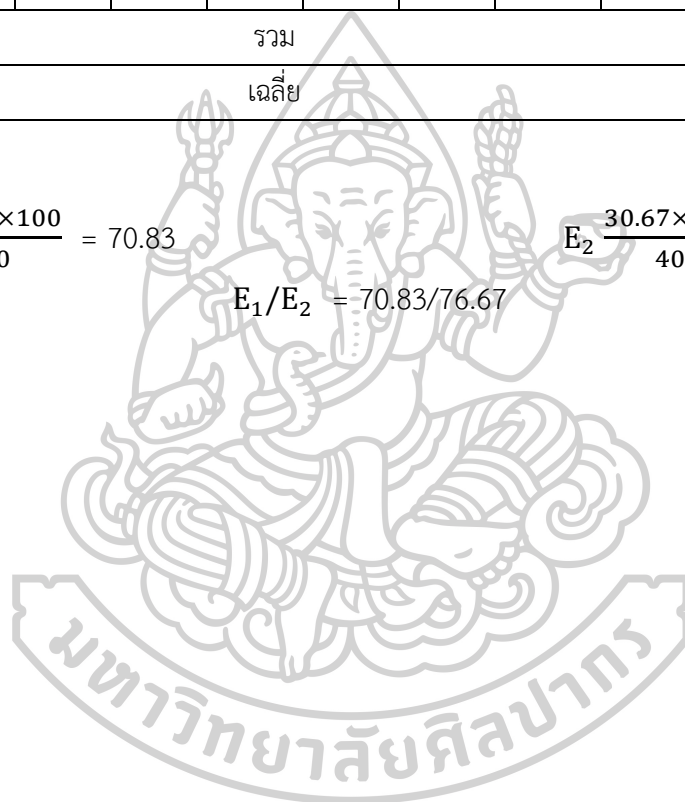 รวม
เฉลี่ย
×100/0 = 70.83 E₂ 30.67×/40
E₁/E₂ = 70.83/76.67
มหาวิทยาลัยศิลปากร